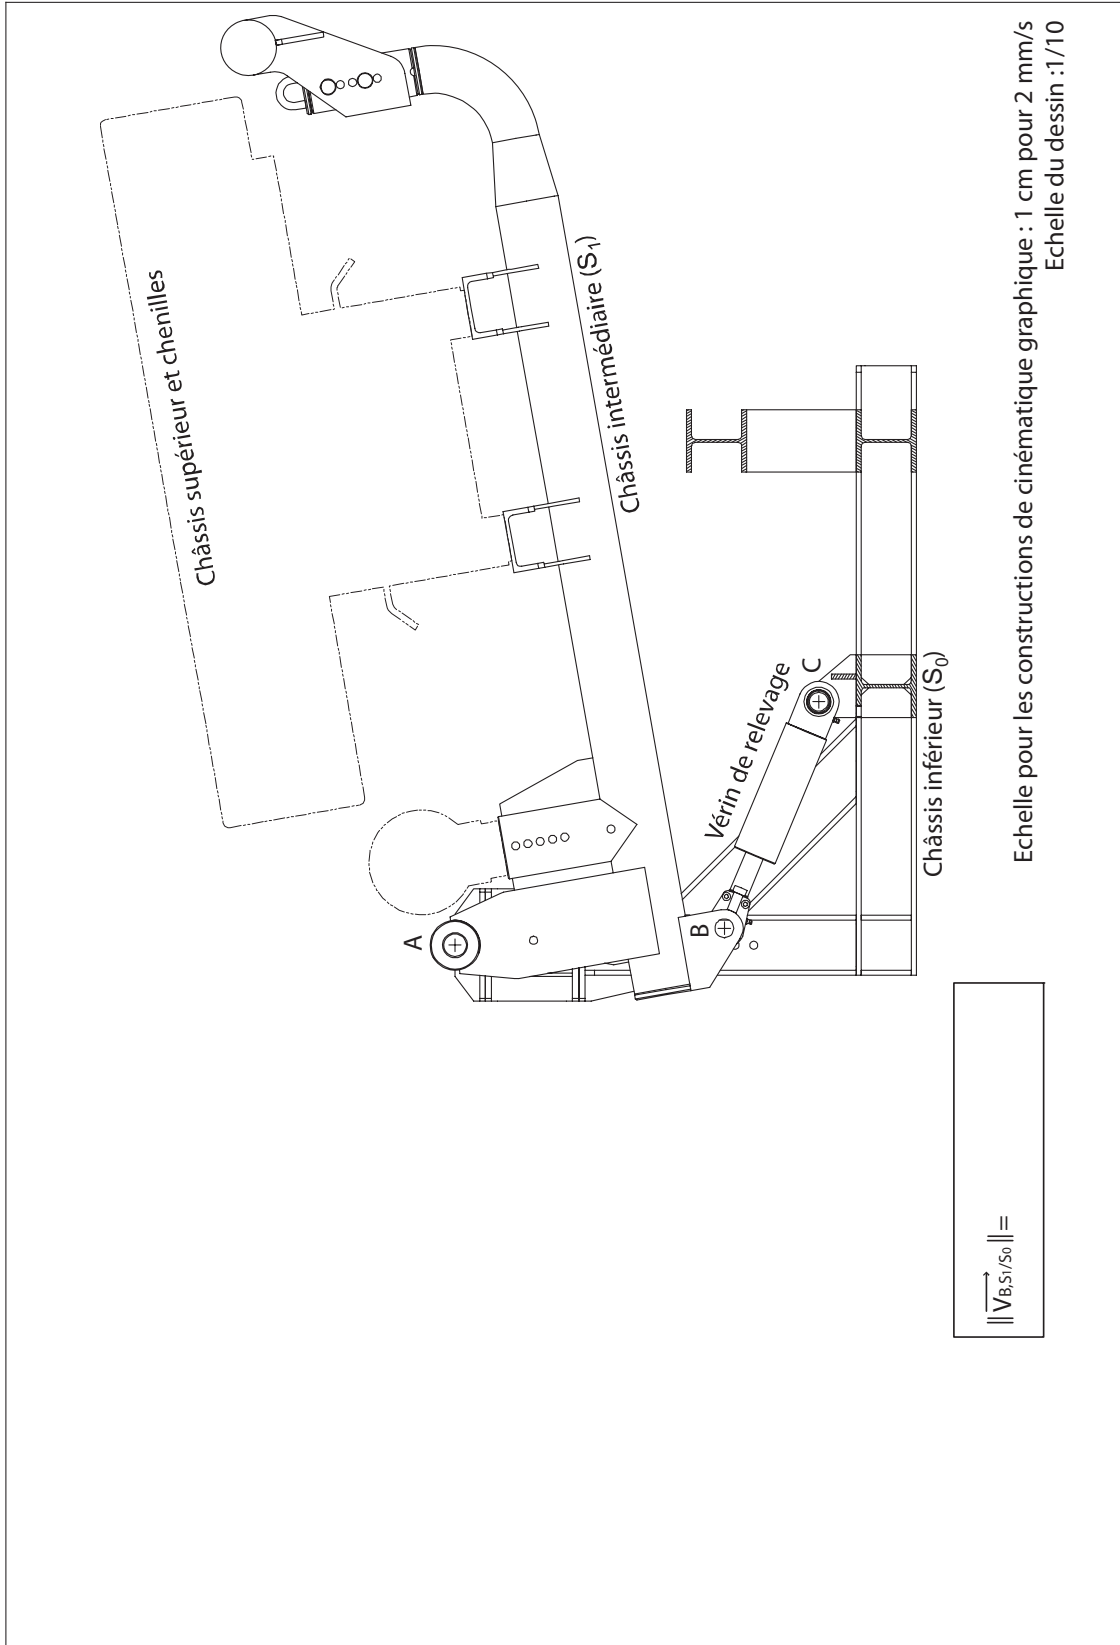 Châssis supérieur et chenilles
Châssis intermédiaire (S₁)
A
B
C
Vérin de relevage
Châssis inférieur (S₀)
Echelle pour les constructions de cinématique graphique : 1 cm pour 2 mm/s
Echelle du dessin :1/10
‖V⃗B,S1/S0‖=